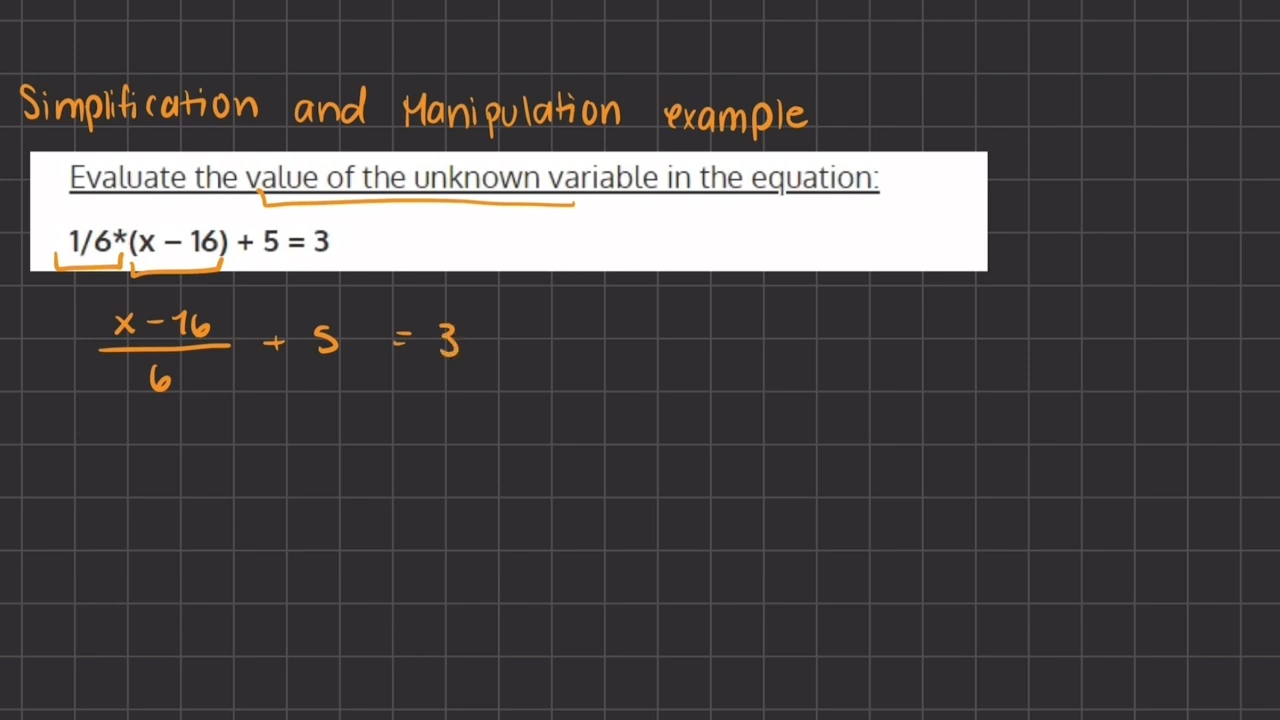 Simplification and Manipulation example
Evaluate the value of the unknown variable in the equation:
1/6*(x – 16) + 5 = 3
x - 16
6
+ 5 = 3